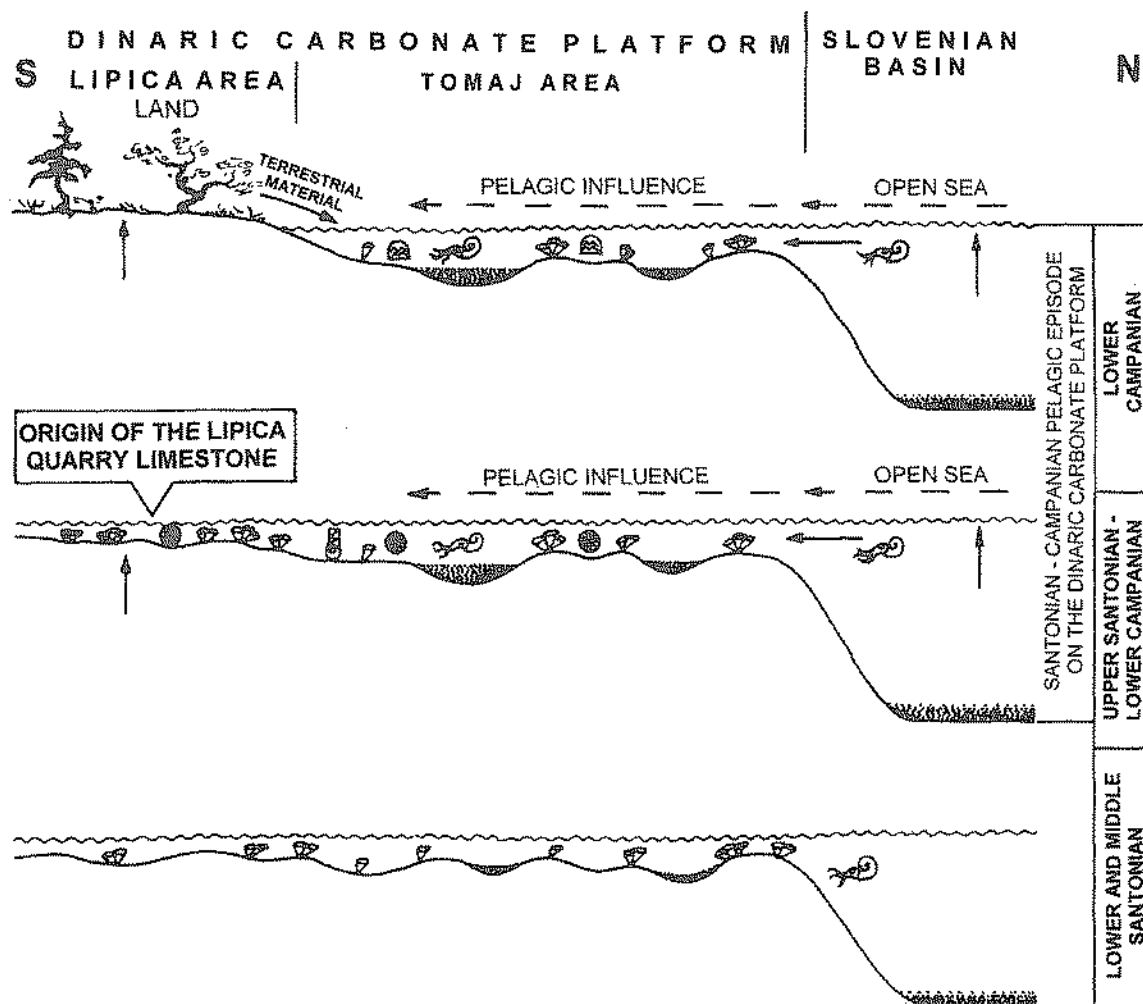 DINARIC CARBONATE PLATFORM
SLOVENIAN
BASIN
S
N
LIPICA AREA
TOMAJ AREA
LAND
TERRESTRIAL
MATERIAL
PELAGIC INFLUENCE
OPEN SEA
ORIGIN OF THE LIPICA
QUARRY LIMESTONE
PELAGIC INFLUENCE
OPEN SEA
SANTONIAN - CAMPANIAN PELAGIC EPISODE
ON THE DINARIC CARBONATE PLATFORM
LOWER
CAMPANIAN
UPPER SANTONIAN -
LOWER CAMPANIAN
LOWER AND MIDDLE
SANTONIAN